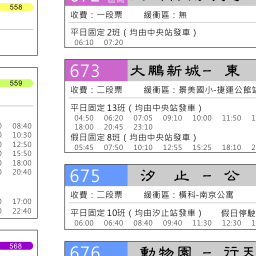 558
559
08:40
10:30
12:50
15:50
18:00
20:40
17:00
22:40
568
收費：一段票 緩衝區：無
平日固定2班（均由中央站發車）
06:10 07:20
673 大鵬新城- 東
收費：二段票 緩衝區：景美國小-捷運公館站
平日固定13班（均由中央站發車）
04:50 06:20 07:05 09:10 10:00 11:50
18:00 20:45 23:10
假日固定8班（均由中央站發車）
05:45 07:50 10:10 12:55 15:25 18:10
675 汐 止 - 公
收費：二段票 緩衝區：橫科-南京公寓
平日固定10班（均由汐止站發車） 假日停駛
06:00 06:40 08:40 09:40 11:30 12:30
676 動物園 - 行天